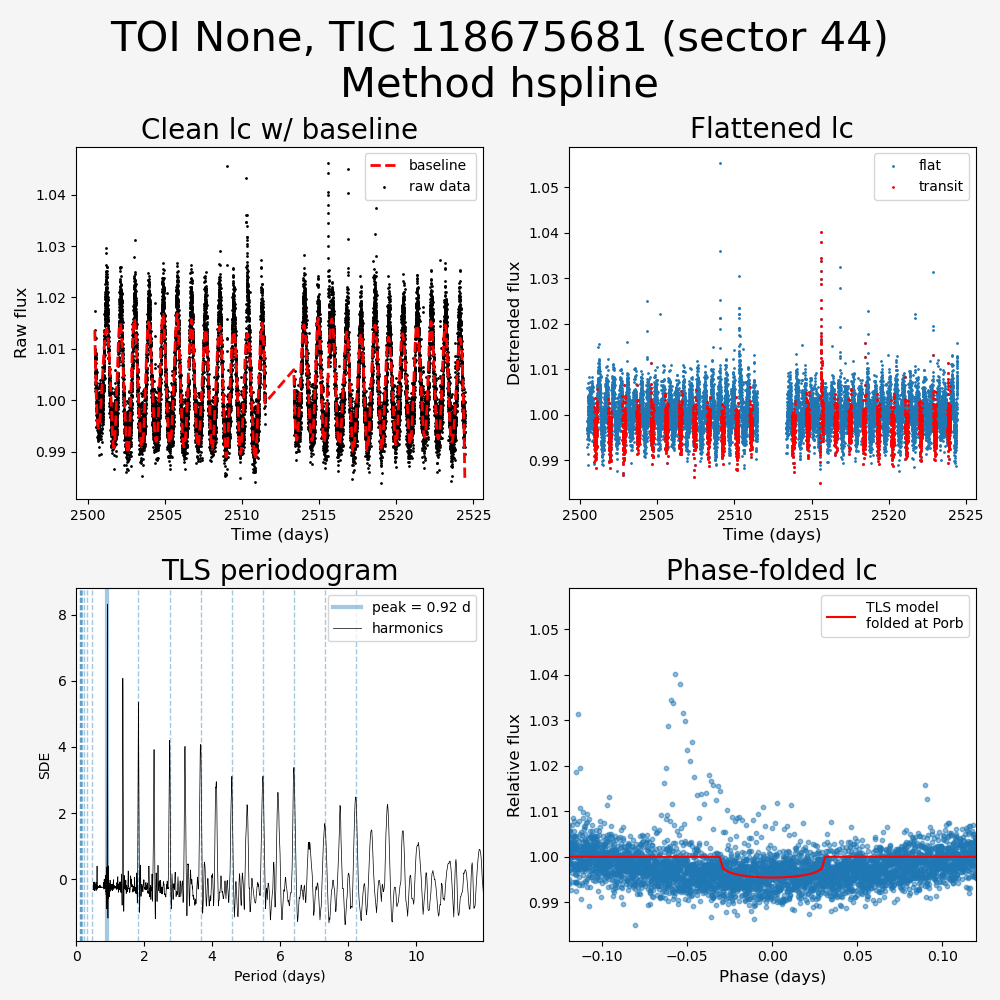 TOI None, TIC 118675681 (sector 44)
Method hspline
Clean lc w/ baseline
Raw flux
1.04
1.03
1.02
1.01
1.00
0.99
baseline
raw data
2500
2505
2510
2515
2520
2525
Time (days)
Flattened lc
Detrended flux
1.05
1.04
1.03
1.02
1.01
1.00
0.99
flat
transit
2500
2505
2510
2515
2520
2525
Time (days)
TLS periodogram
SDE
8
6
4
2
0
peak = 0.92 d
harmonics
0
2
4
6
8
10
Period (days)
Phase-folded lc
Relative flux
1.05
1.04
1.03
1.02
1.01
1.00
0.99
TLS model
folded at Porb
−0.10
−0.05
0.00
0.05
0.10
Phase (days)